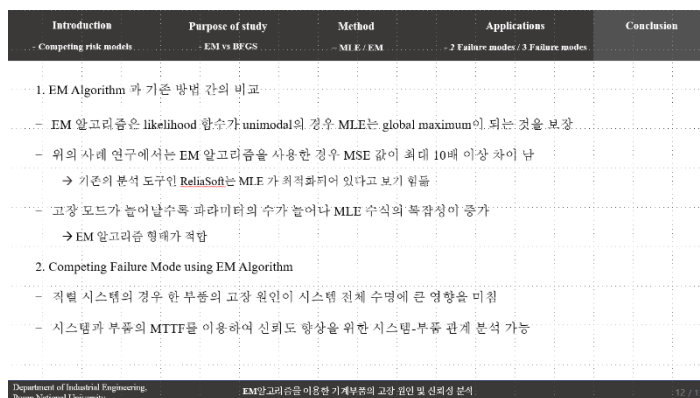 Introduction
- Competing risk models
Purpose of study
- EM vs BFGS
Method
- MLE / EM
Applications
- 2 Failure modes / 3 Failure modes
Conclusion
1. EM Algorithm 과 기존 방법 간의 비교
- EM 알고리즘은 likelihood 함수가 unimodal의 경우 MLE는 global maximum이 되는 것을 보장
- 위의 사례 연구에서는 EM 알고리즘을 사용한 경우 MSE 값이 최대 10배 이상 차이 남
→ 기존의 분석 도구인 ReliaSoft는 MLE 가 최적화되어 있다고 보기 힘듦
- 고장 모드가 늘어날수록 파라미터의 수가 늘어나 MLE 수식의 복잡성이 증가
→ EM 알고리즘 형태가 적합
2. Competing Failure Mode using EM Algorithm
- 직렬 시스템의 경우 한 부품의 고장 원인이 시스템 전체 수명에 큰 영향을 미침
- 시스템과 부품의 MTTF를 이용하여 신뢰도 향상을 위한 시스템-부품 관계 분석 가능
Department of Industrial Engineering,
National University
EM알고리즘을 이용한 기계부품의 고장 원인 및 신뢰성 분석
12 /